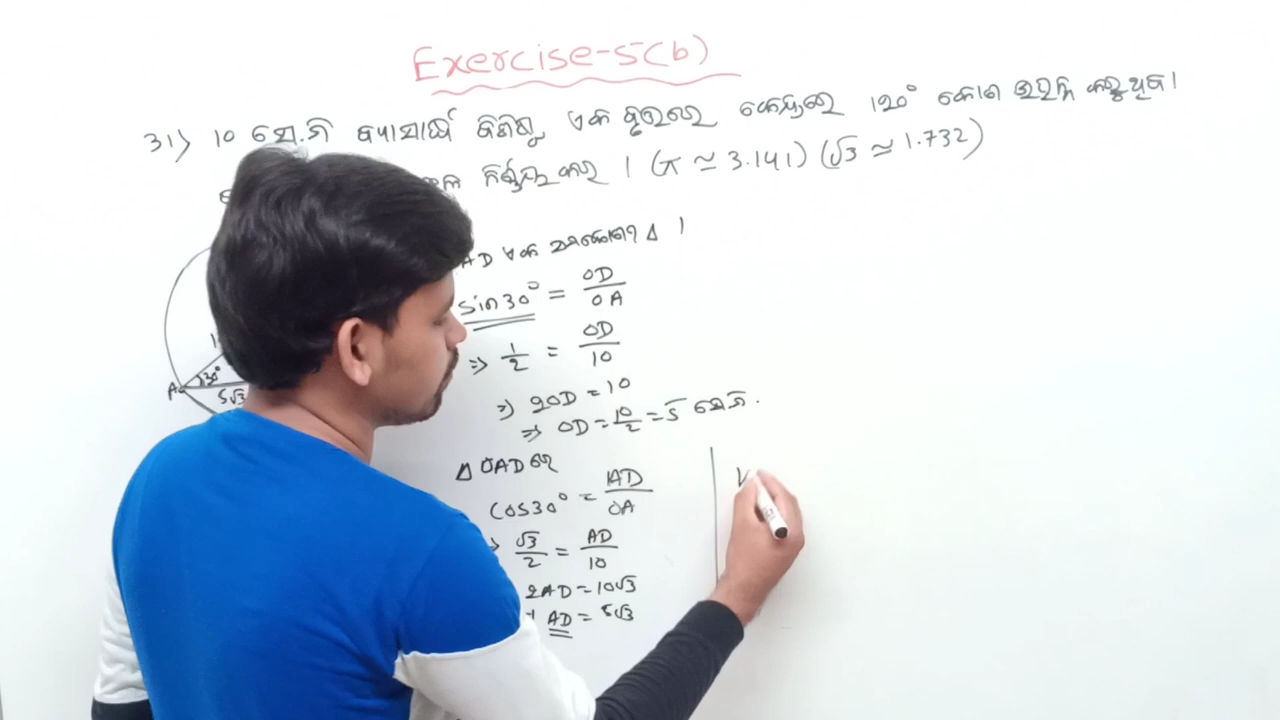 Exercise-5(b)
31) 10 ସେ.ମି ବ୍ୟାସାର୍ଦ୍ଧ ବିଶିଷ୍ଟ ଏକ ବୃତ୍ତରେ କେନ୍ଦ୍ରରେ 120° କୋଣ ଉତ୍ପନ୍ନ କରୁଥିବା
ନିର୍ଣ୍ଣୟ କର । (π ≃ 3.141) (√3 ≃ 1.732)
AD ଏକ ସମକୋଣୀ Δ ।
sin30° = OD/OA
⇒ 1/2 = OD/10
⇒ 2OD = 10
⇒ OD = 10/2 = 5 ସେ.ମି.
Δ OAD ରେ
cos30° = AD/OA
√3/2 = AD/10
2AD = 10√3
AD = 5√3
A 30°
5√3